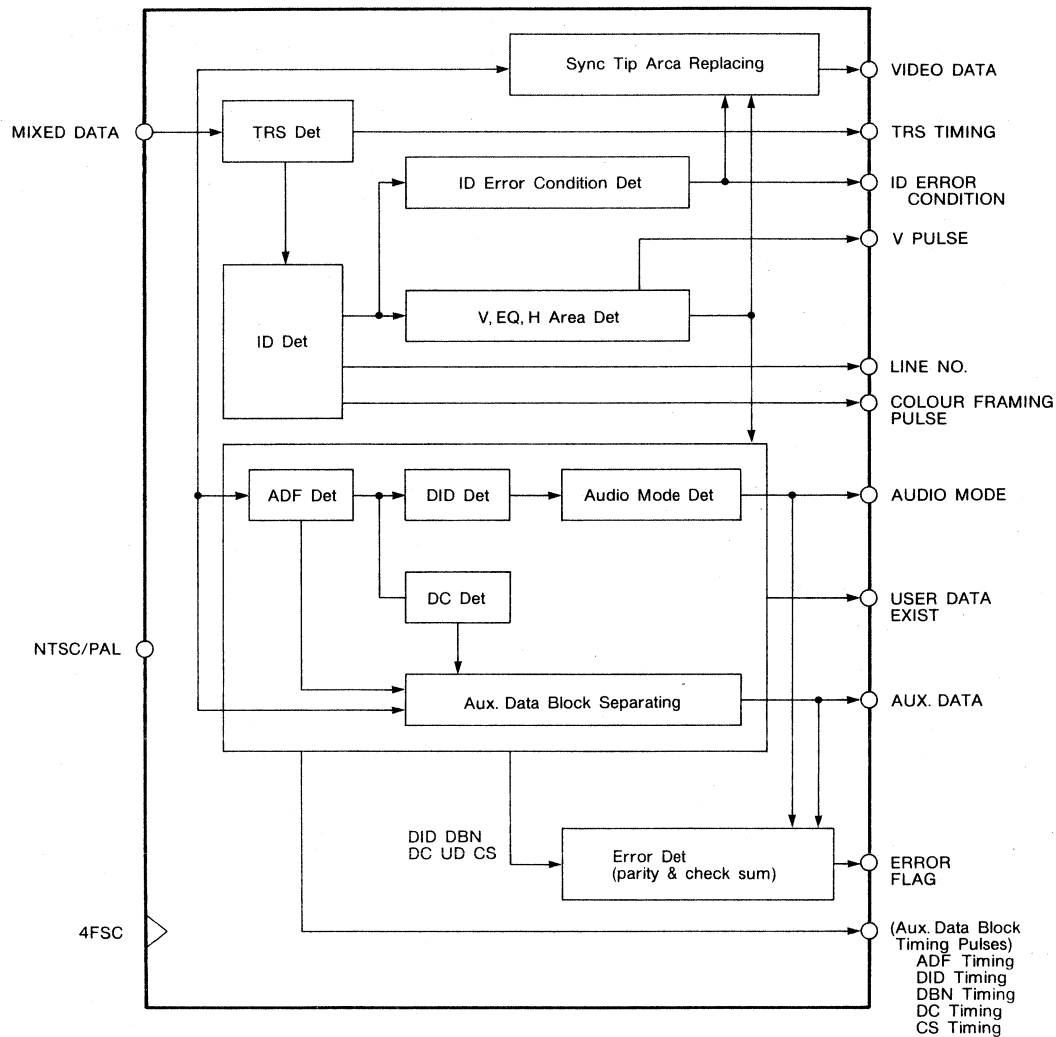 Sync Tip Arca Replacing
VIDEO DATA
MIXED DATA
TRS Det
TRS TIMING
ID Error Condition Det
ID ERROR
CONDITION
V PULSE
V, EQ, H Area Det
ID Det
LINE NO.
COLOUR FRAMING
PULSE
ADF Det
DID Det
Audio Mode Det
AUDIO MODE
DC Det
USER DATA
EXIST
NTSC/PAL
Aux. Data Block Separating
AUX. DATA
DID DBN
DC UD CS
Error Det
(parity & check sum)
ERROR
FLAG
4FSC
(Aux. Data Block
Timing Pulses)
ADF Timing
DID Timing
DBN Timing
DC Timing
CS Timing